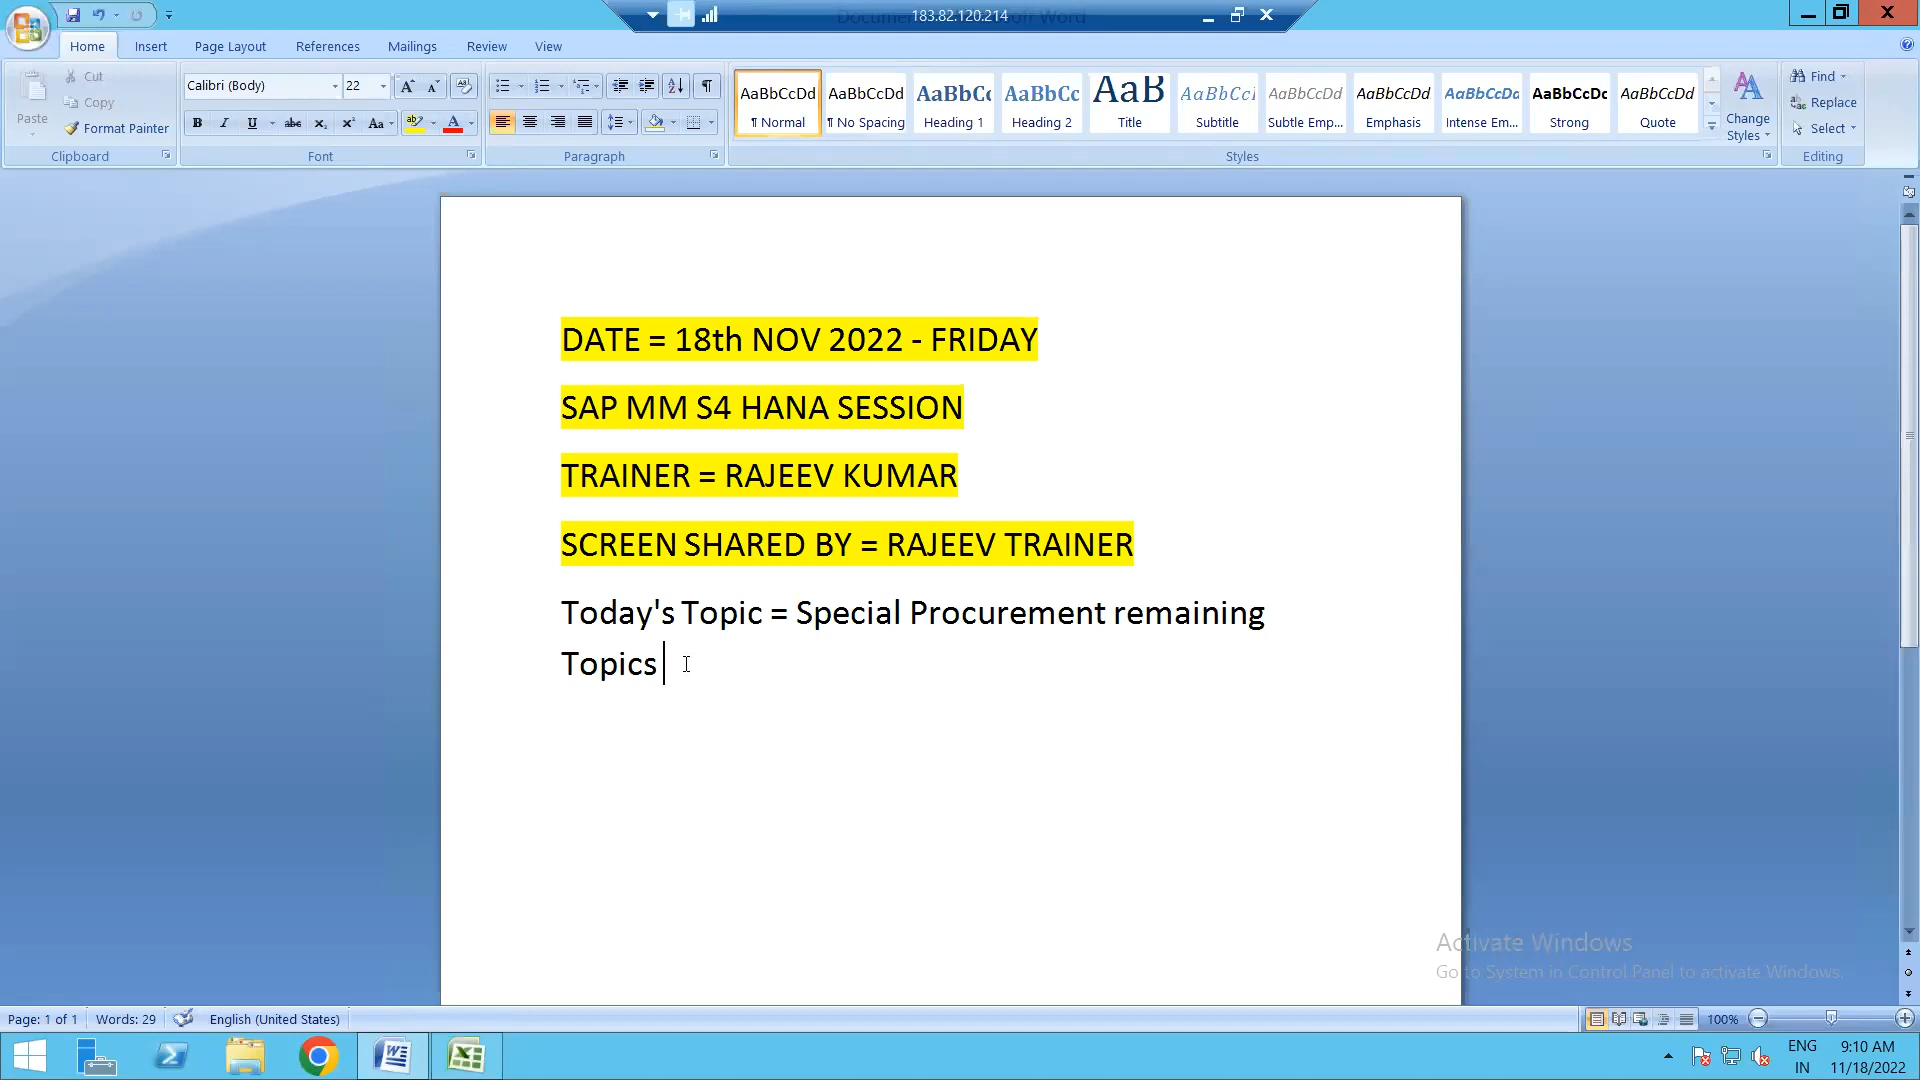 Document - Microsoft Word
183.82.120.214
Home Insert Page Layout References Mailings Review View
Paste
Cut
Copy
Format Painter
Clipboard
Calibri (Body) 22
Font
Paragraph
AaBbCcDd AaBbCcDd AaBbCc AaBbCc AaB AaBbCcI AaBbCcDd AaBbCcDd AaBbCcDd AaBbCcDc AaBbCcDd
¶ Normal ¶ No Spacing Heading 1 Heading 2 Title Subtitle Subtle Emp... Emphasis Intense Em... Strong Quote
Change Styles
Styles
Find
Replace
Select
Editing
DATE = 18th NOV 2022 - FRIDAY
SAP MM S4 HANA SESSION
TRAINER = RAJEEV KUMAR
SCREEN SHARED BY = RAJEEV TRAINER
Today's Topic = Special Procurement remaining
Topics
Activate Windows
Go to System in Control Panel to activate Windows.
Page: 1 of 1 Words: 29 English (United States) 100%
ENG 9:10 AM
IN 11/18/2022